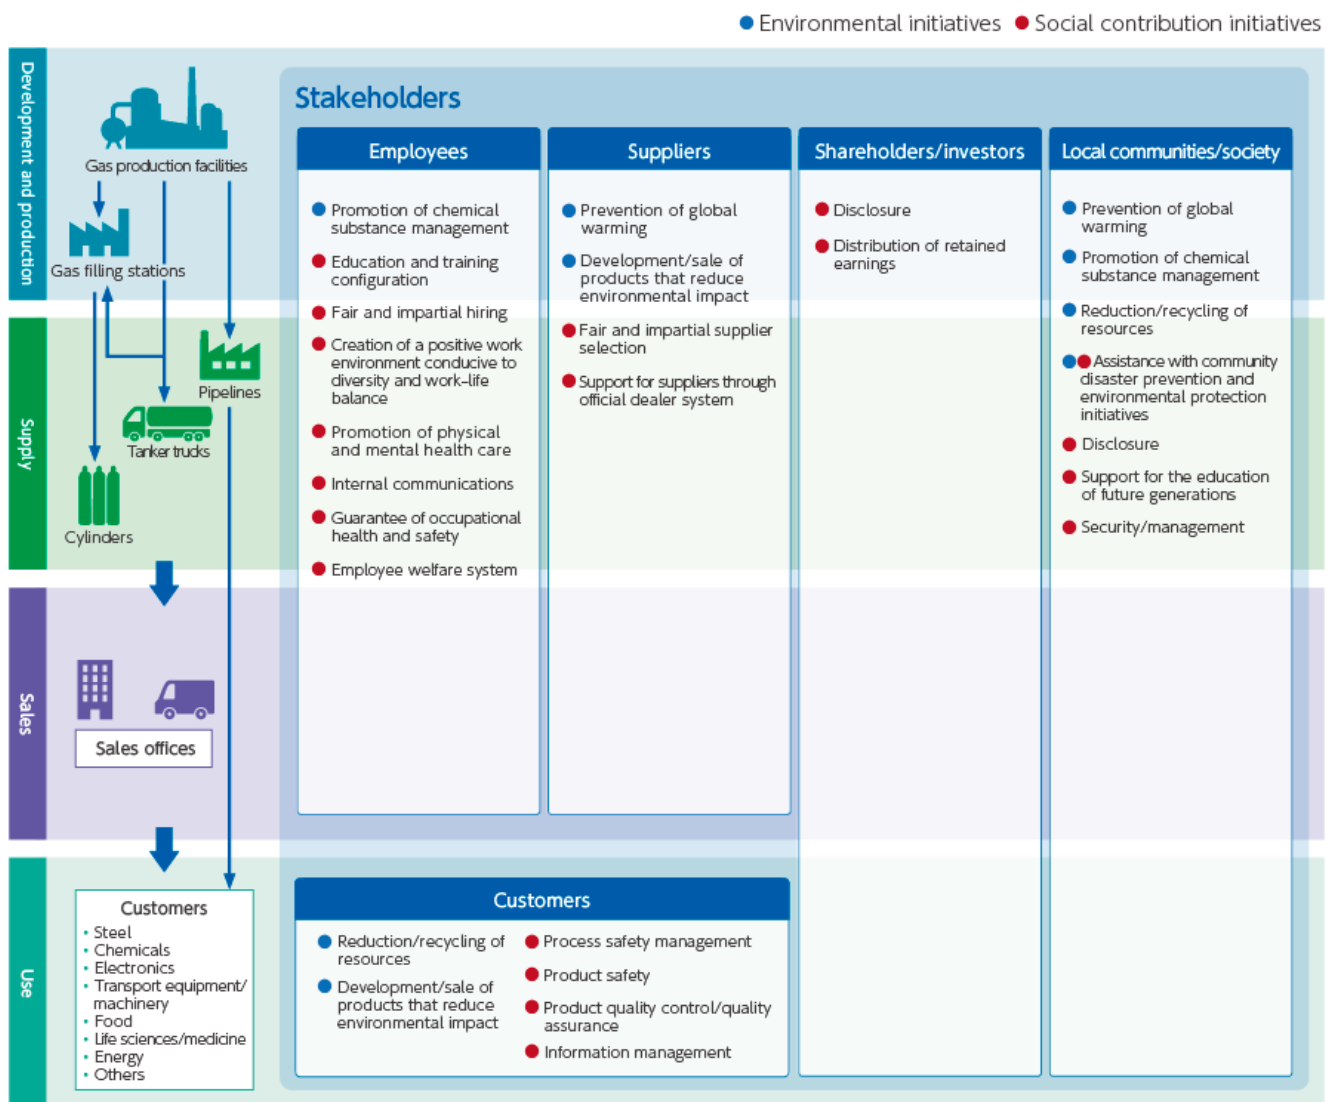 Environmental initiatives
Social contribution initiatives
Development and production
Gas production facilities
Gas filling stations
Supply
Pipelines
Tanker trucks
Cylinders
Sales
Sales offices
Use
Customers
• Steel
• Chemicals
• Electronics
• Transport equipment/
machinery
• Food
• Life sciences/medicine
• Energy
• Others
Stakeholders
Employees
Promotion of chemical
substance management
Education and training
configuration
Fair and impartial hiring
Creation of a positive work
environment conducive to
diversity and work-life
balance
Promotion of physical
and mental health care
Internal communications
Guarantee of occupational
health and safety
Employee welfare system
Suppliers
Prevention of global
warming
Development/sale of
products that reduce
environmental impact
Fair and impartial supplier
selection
Support for suppliers through
official dealer system
Shareholders/investors
Disclosure
Distribution of retained
earnings
Local communities/society
Prevention of global
warming
Promotion of chemical
substance management
Reduction/recycling of
resources
Assistance with community
disaster prevention and
environmental protection
initiatives
Disclosure
Support for the education
of future generations
Security/management
Customers
Reduction/recycling of
resources
Development/sale of
products that reduce
environmental impact
Process safety management
Product safety
Product quality control/quality
assurance
Information management